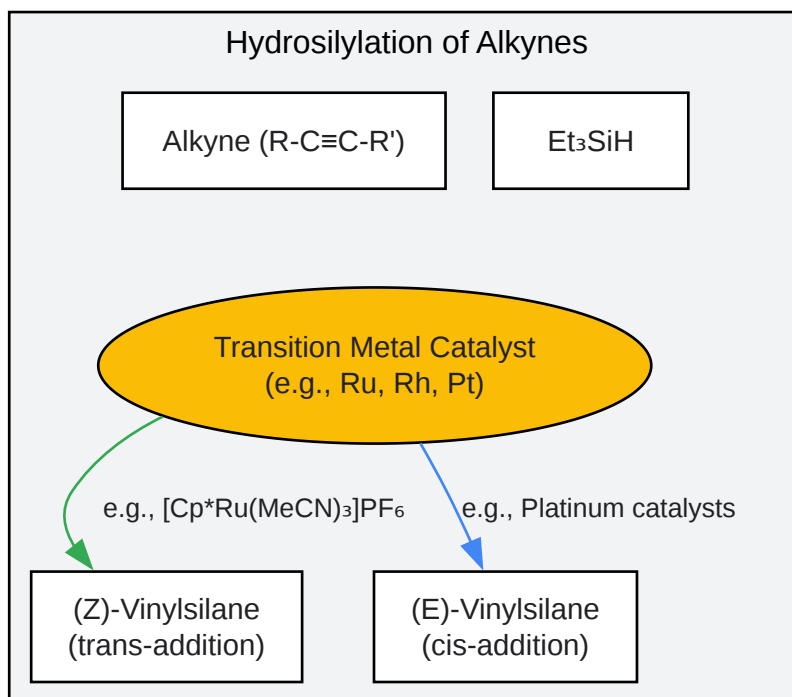 Hydrosilylation of Alkynes
Alkyne (R-C≡C-R')
Et₃SiH
Transition Metal Catalyst
(e.g., Ru, Rh, Pt)
e.g., [Cp*Ru(MeCN)₃]PF₆
e.g., Platinum catalysts
(Z)-Vinylsilane
(trans-addition)
(E)-Vinylsilane
(cis-addition)